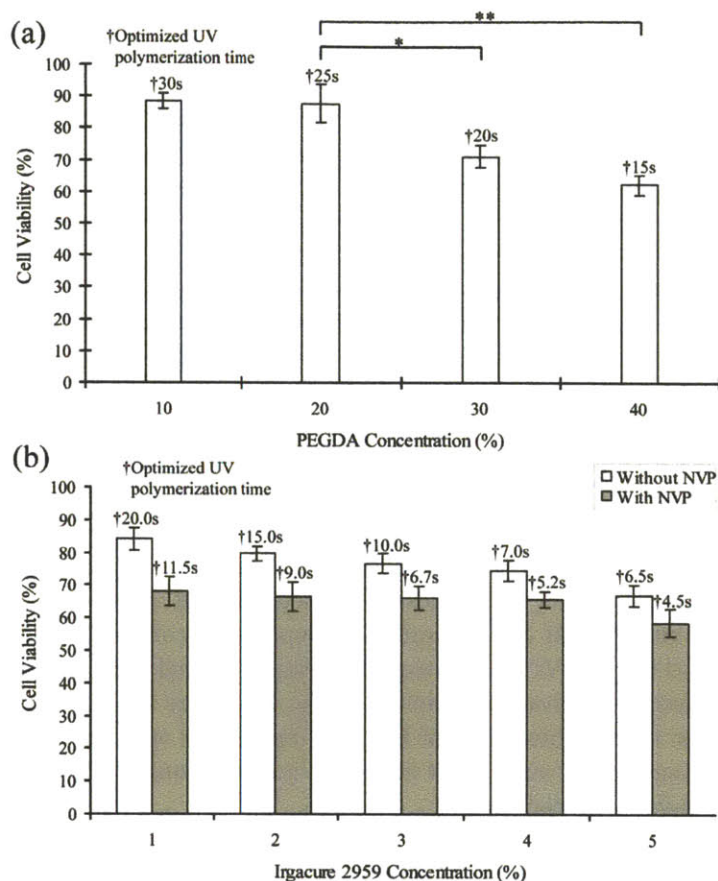 (a)
†Optimized UV
polymerization time
**
*
†30s
†25s
†20s
†15s
100
90
80
70
60
50
40
30
20
10
0
Cell Viability (%)
10 20 30 40
PEGDA Concentration (%)
(b)
†Optimized UV
polymerization time
Without NVP
With NVP
†20.0s
†11.5s
†15.0s
†9.0s
†10.0s
†6.7s
†7.0s
†5.2s
†6.5s
†4.5s
100
90
80
70
60
50
40
30
20
10
0
Cell Viability (%)
1 2 3 4 5
Irgacure 2959 Concentration (%)